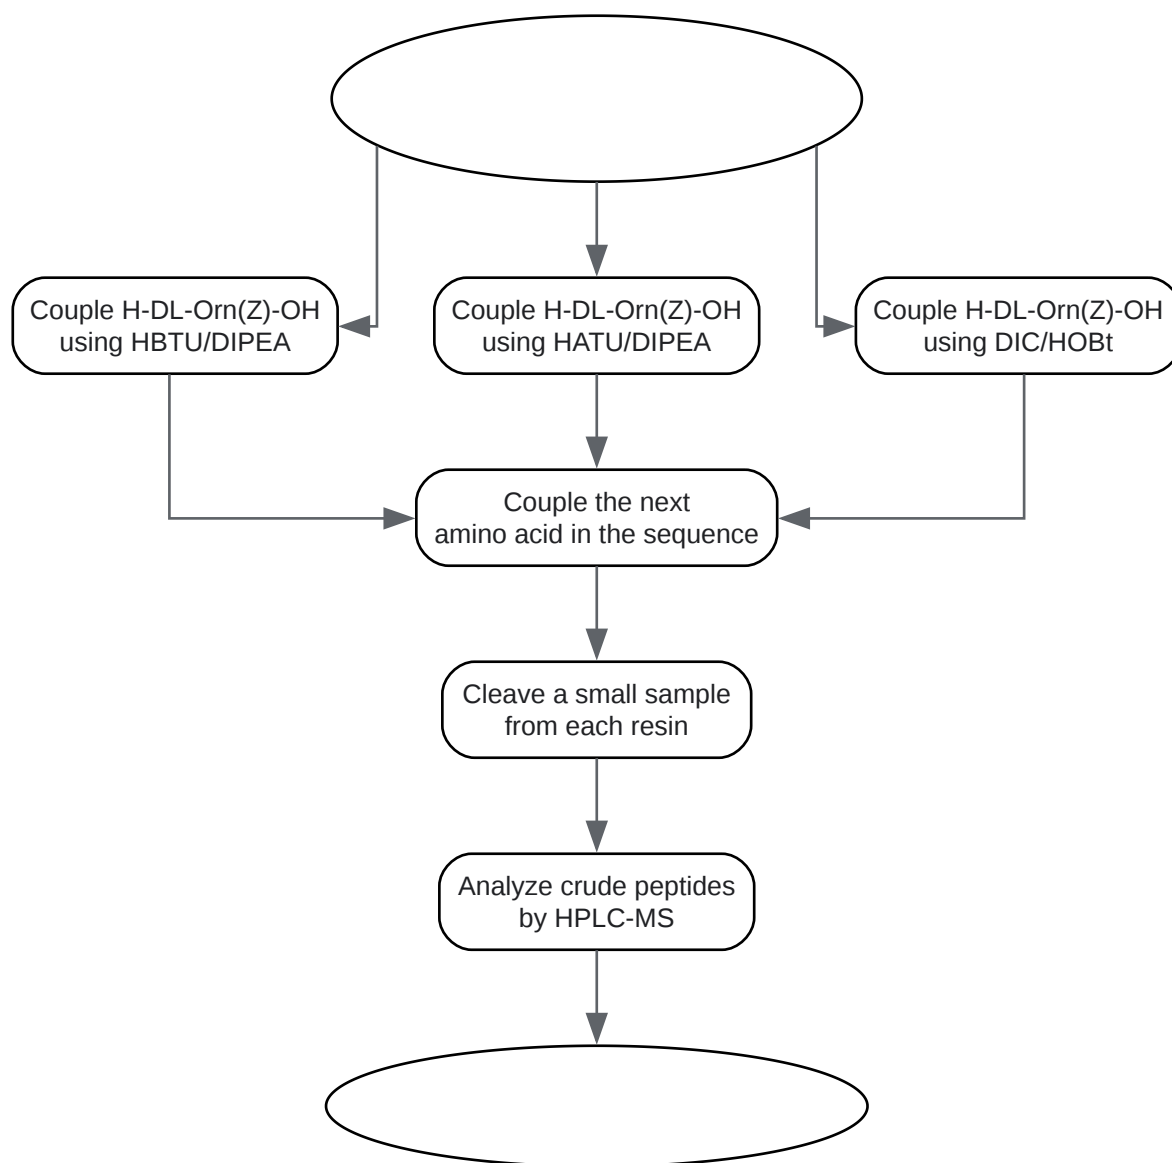 Couple H-DL-Orn(Z)-OH
using HBTU/DIPEA
Couple H-DL-Orn(Z)-OH
using HATU/DIPEA
Couple H-DL-Orn(Z)-OH
using DIC/HOBt
Couple the next
amino acid in the sequence
Cleave a small sample
from each resin
Analyze crude peptides
by HPLC-MS